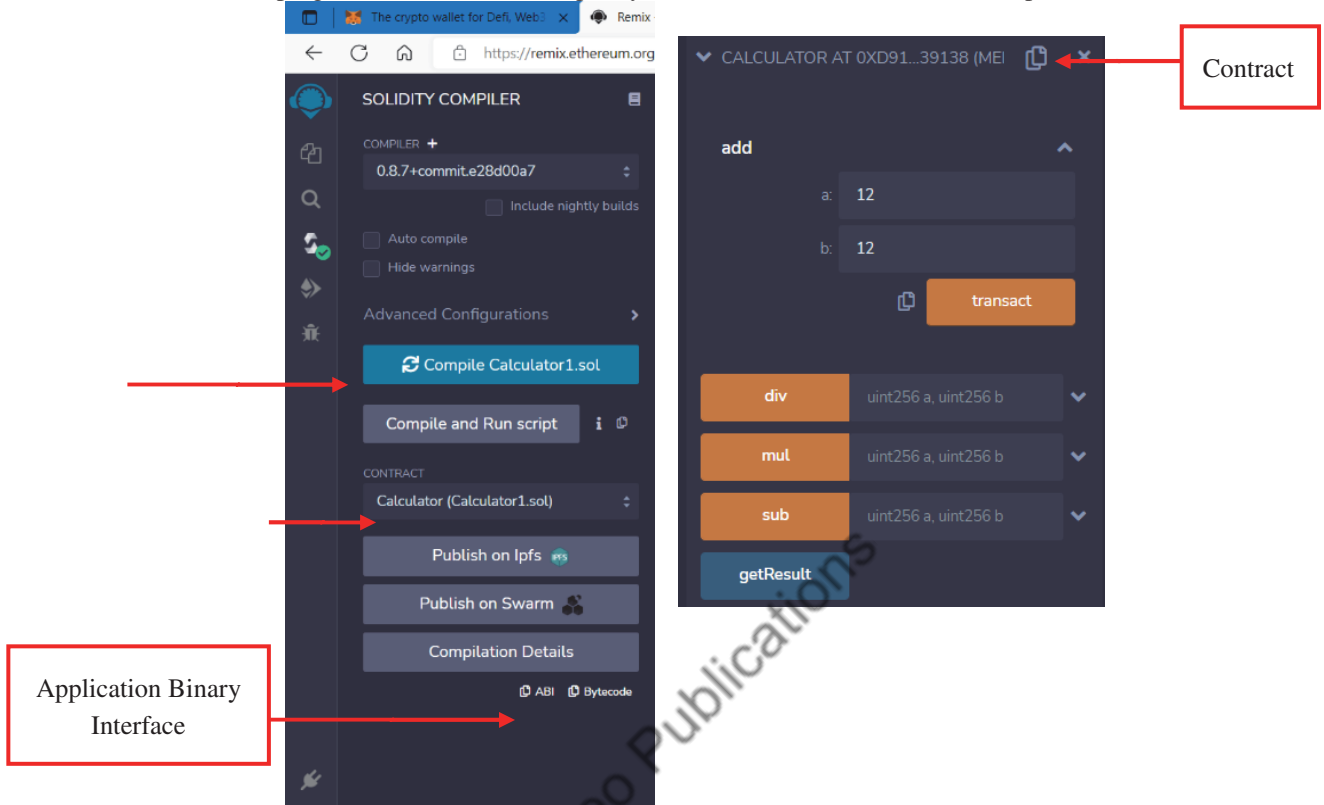 The crypto wallet for Defi, Web3
Remix
https://remix.ethereum.org
SOLIDITY COMPILER
COMPILER +
0.8.7+commit.e28d00a7
Include nightly builds
Auto compile
Hide warnings
Advanced Configurations
Compile Calculator1.sol
Compile and Run script
CONTRACT
Calculator (Calculator1.sol)
Publish on Ipfs
IPFS
Publish on Swarm
Compilation Details
ABI
Bytecode
Application Binary
Interface
CALCULATOR AT 0XD91...39138 (MEI
Contract
add
a: 12
b: 12
transact
div uint256 a, uint256 b
mul uint256 a, uint256 b
sub uint256 a, uint256 b
getResult
Publications